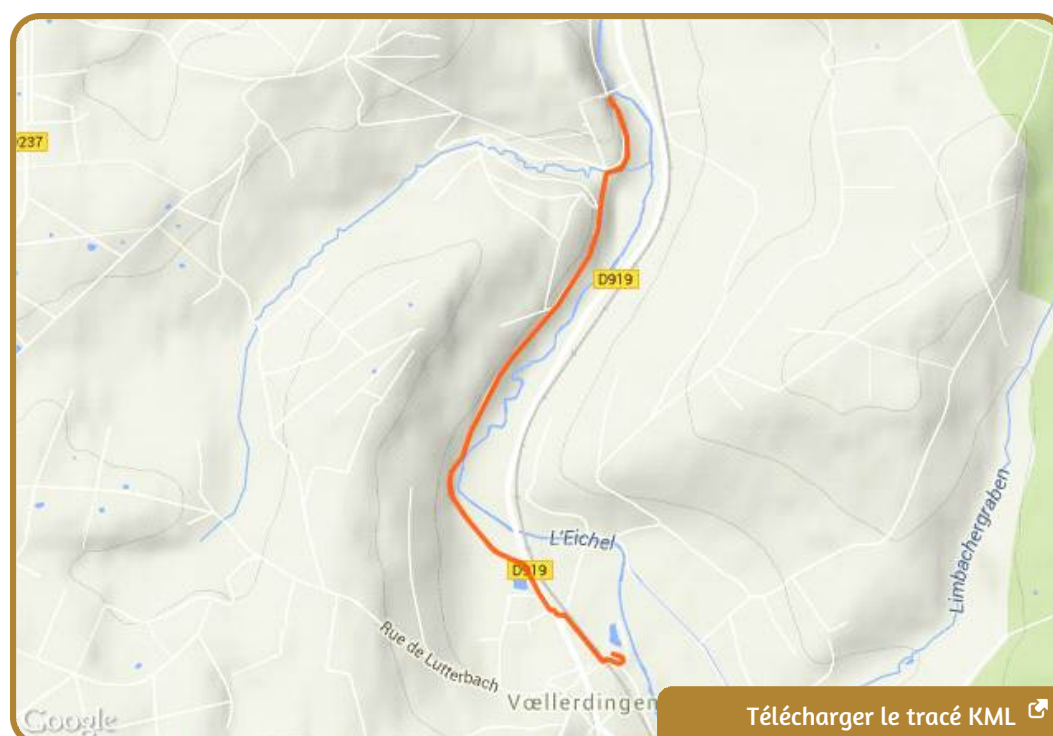 D237
D919
L'Eichel
Limbachergraben
D919
Rue de Lutterbach
Vœllerdingen
Google
Télécharger le tracé KML